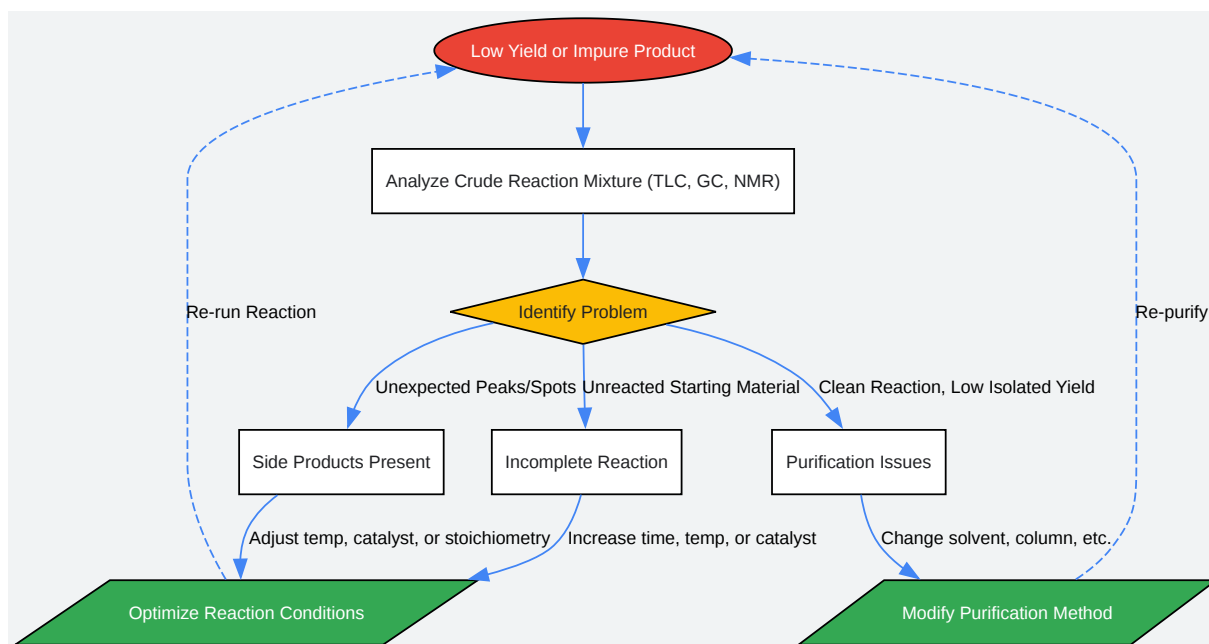 Low Yield or Impure Product
Analyze Crude Reaction Mixture (TLC, GC, NMR)
Re-run Reaction
Identify Problem
Re-purify
Unexpected Peaks/Spots
Unreacted Starting Material
Clean Reaction, Low Isolated Yield
Side Products Present
Incomplete Reaction
Purification Issues
Adjust temp, catalyst, or stoichiometry
Increase time, temp, or catalyst
Change solvent, column, etc.
Optimize Reaction Conditions
Modify Purification Method